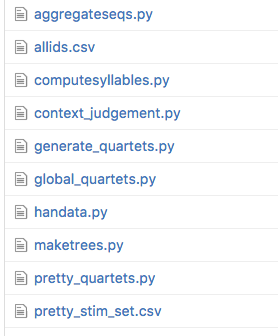 aggregateseqs.py
allids.csv
computesyllables.py
context_judgement.py
generate_quartets.py
global_quartets.py
handata.py
maketrees.py
pretty_quartets.py
pretty_stim_set.csv